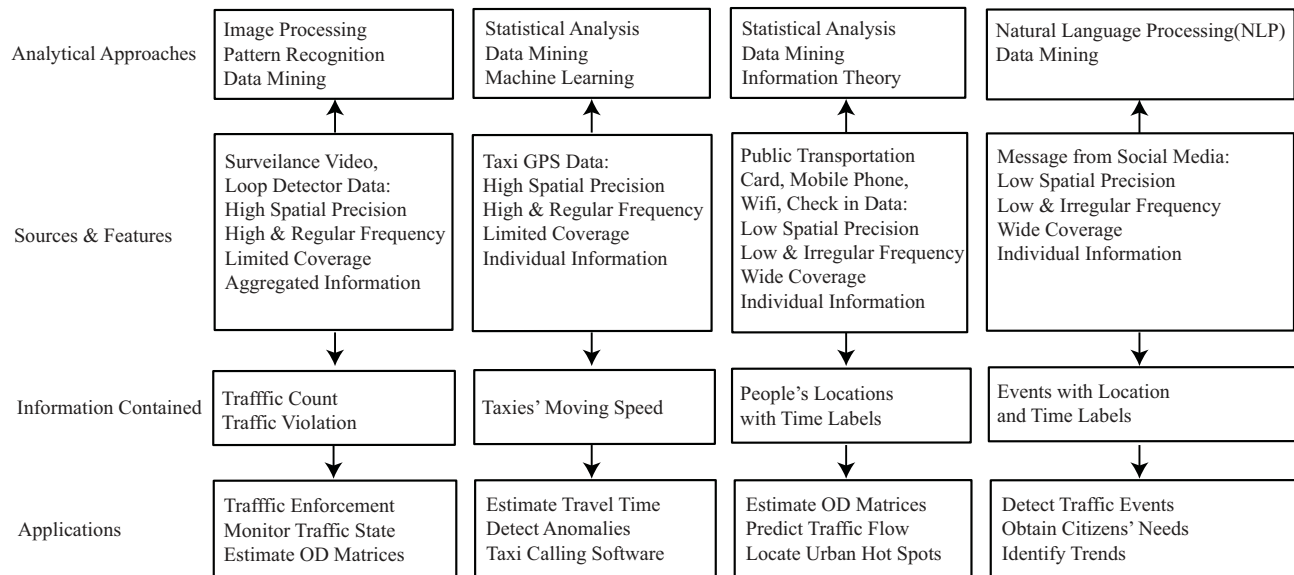 Analytical Approaches
Image Processing
Pattern Recognition
Data Mining
Statistical Analysis
Data Mining
Machine Learning
Statistical Analysis
Data Mining
Information Theory
Natural Language Processing(NLP)
Data Mining
Sources & Features
Surveilance Video,
Loop Detector Data:
High Spatial Precision
High & Regular Frequency
Limited Coverage
Aggregated Information
Taxi GPS Data:
High Spatial Precision
High & Regular Frequency
Limited Coverage
Individual Information
Public Transportation
Card, Mobile Phone,
Wifi, Check in Data:
Low Spatial Precision
Low & Irregular Frequency
Wide Coverage
Individual Information
Message from Social Media:
Low Spatial Precision
Low & Irregular Frequency
Wide Coverage
Individual Information
Information Contained
Trafffic Count
Traffic Violation
Taxies’ Moving Speed
People’s Locations
with Time Labels
Events with Location
and Time Labels
Applications
Trafffic Enforcement
Monitor Traffic State
Estimate OD Matrices
Estimate Travel Time
Detect Anomalies
Taxi Calling Software
Estimate OD Matrices
Predict Traffic Flow
Locate Urban Hot Spots
Detect Traffic Events
Obtain Citizens’ Needs
Identify Trends